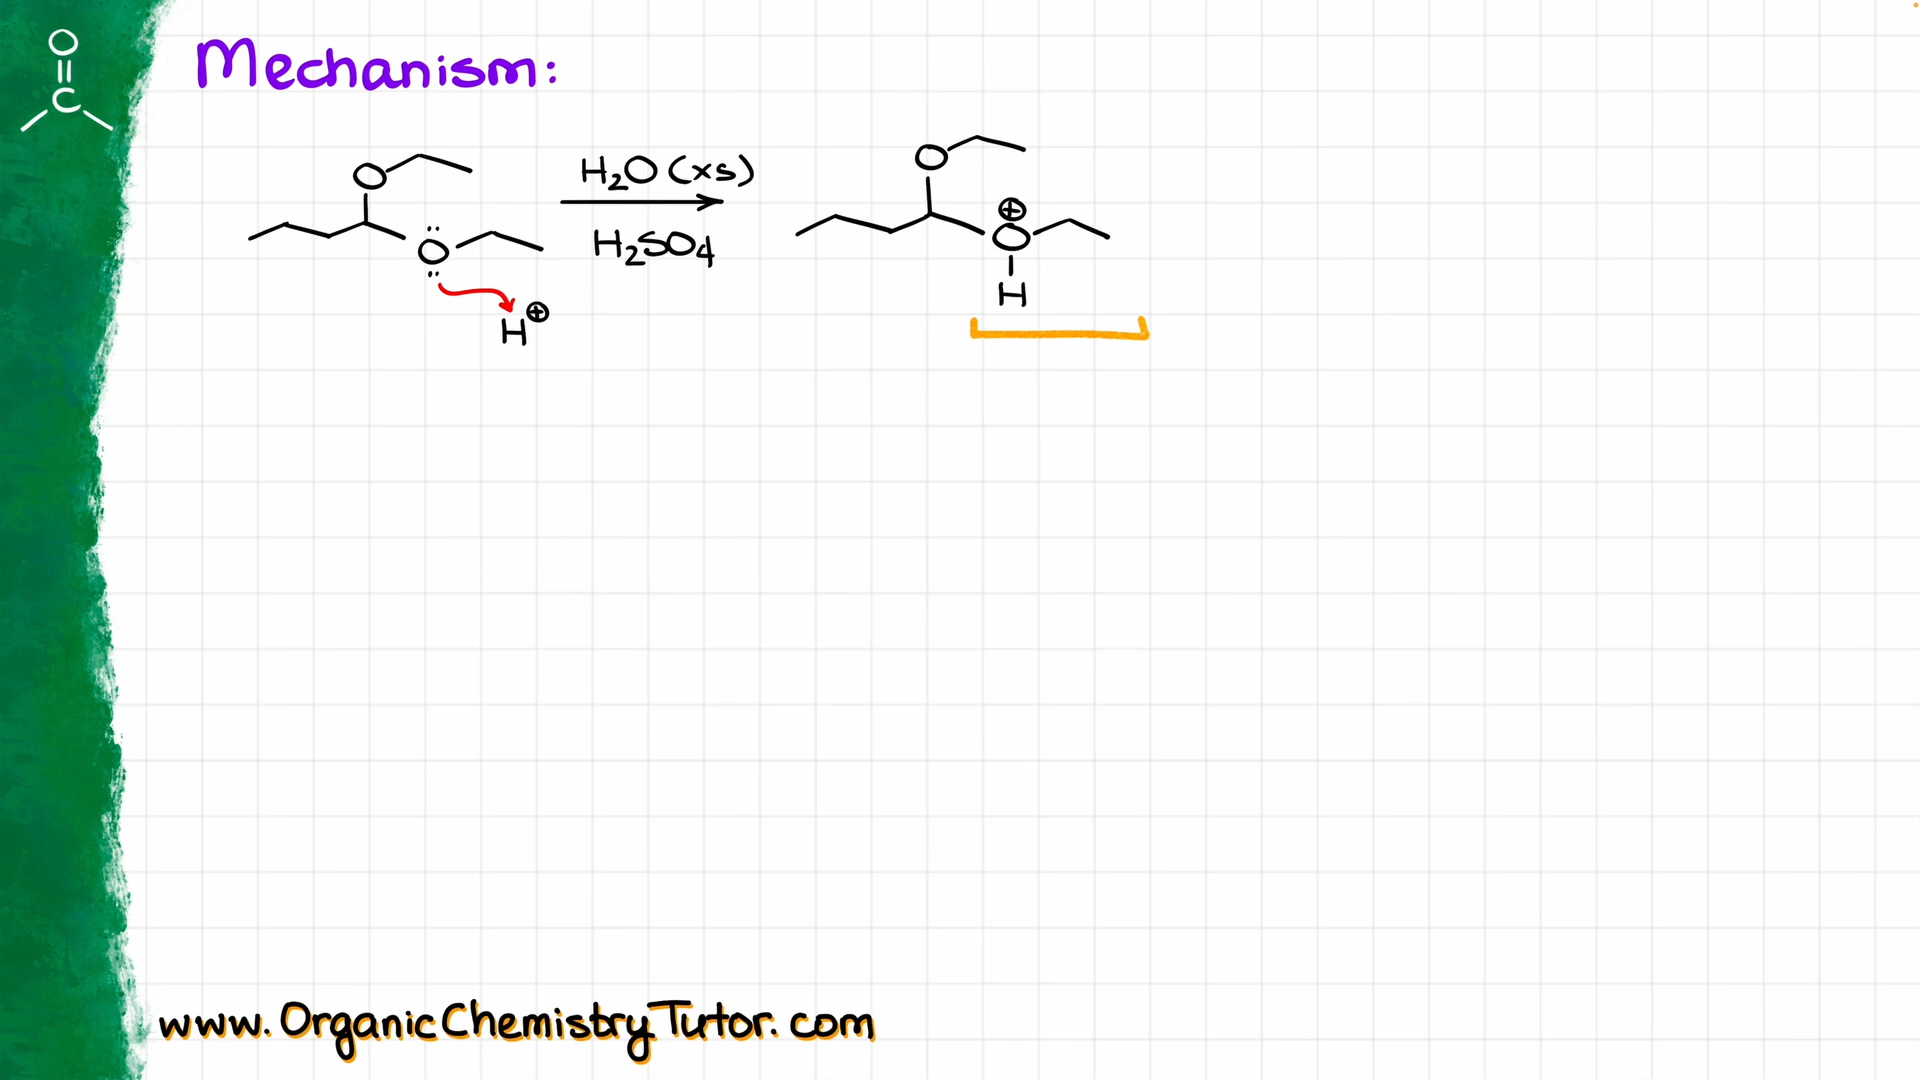 O
C
Mechanism:
O
O
H⊕
H₂O (xs)
H₂SO₄
O
⊕
O
H
www.OrganicChemistryTutor.com